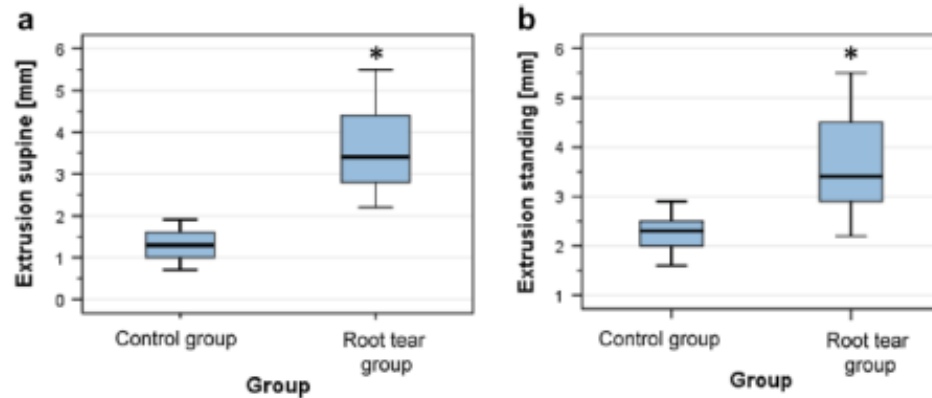 a
Extrusion supine [mm]
6
5
4
3
2
1
0
*
Control group
Root tear
group
Group
b
Extrusion standing [mm]
6
5
4
3
2
1
*
Control group
Root tear
group
Group